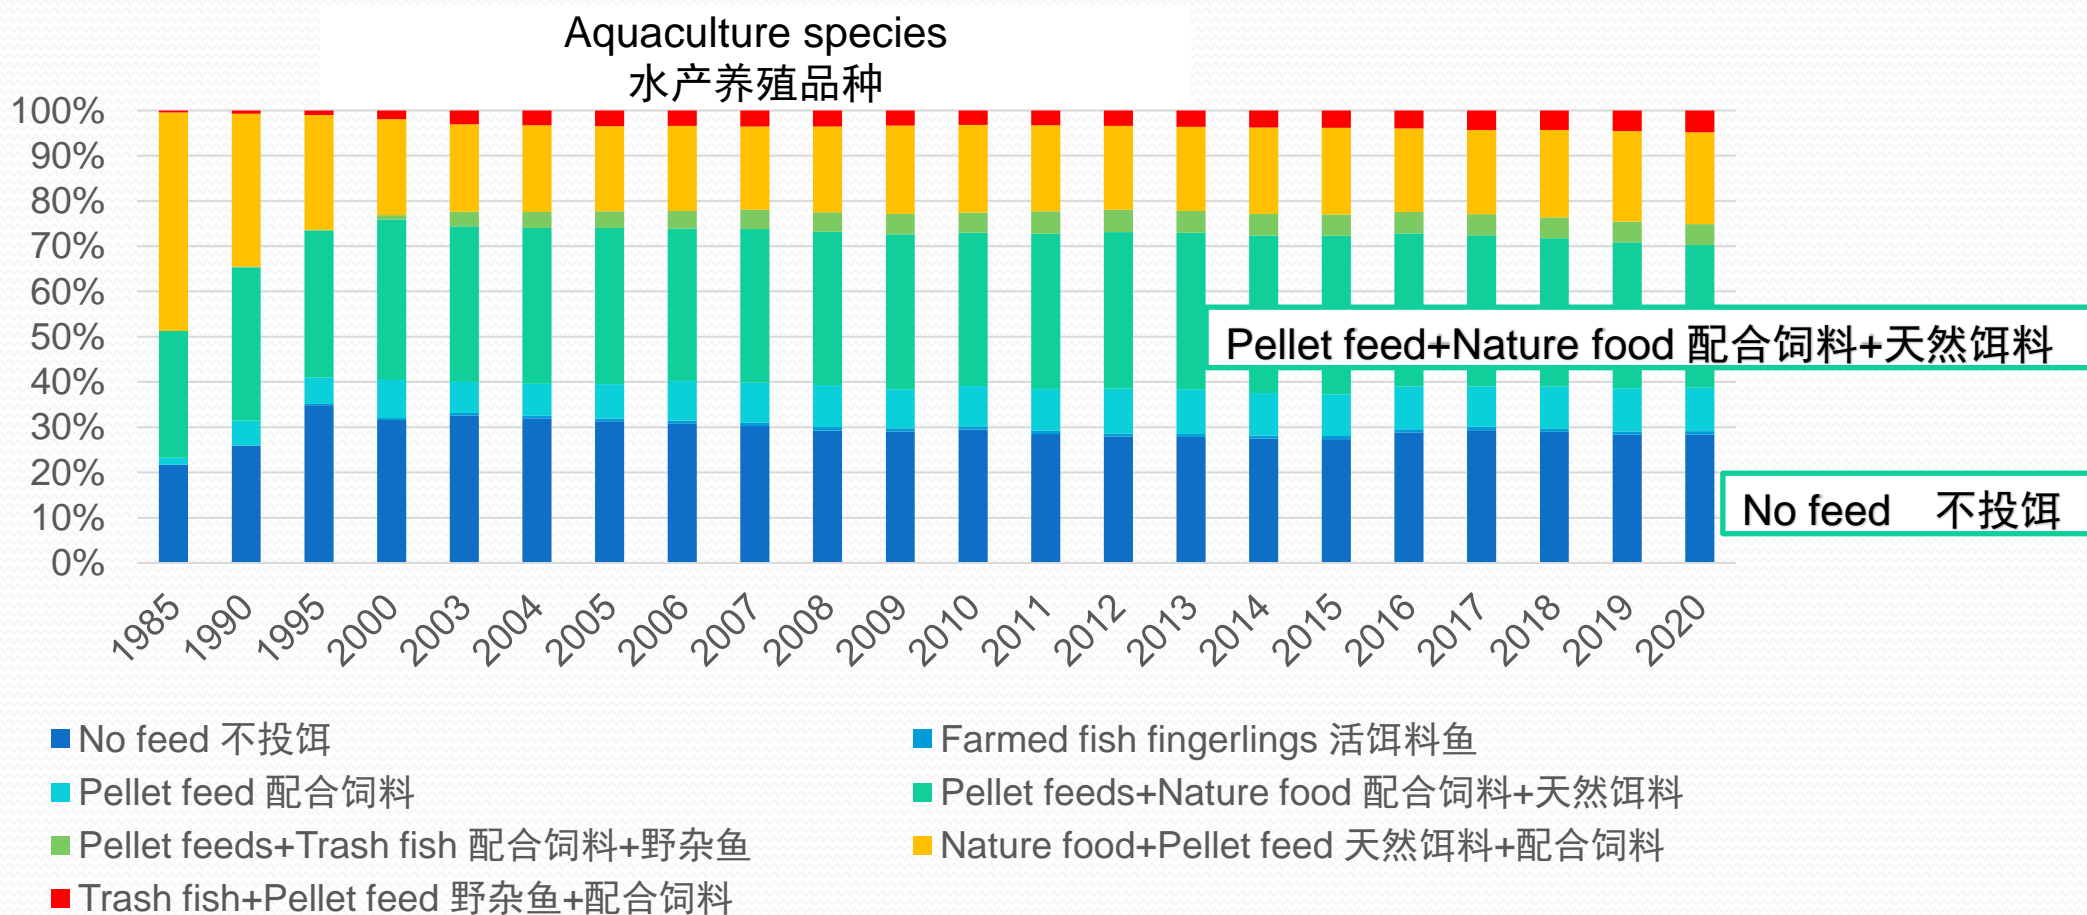 Aquaculture species
水产养殖品种
100%
90%
80%
70%
60%
50%
40%
30%
20%
10%
0%
Pellet feed+Nature food 配合饲料+天然饵料
No feed 不投饵
1985 1990 1995 2000 2003 2004 2005 2006 2007 2008 2009 2010 2011 2012 2013 2014 2015 2016 2017 2018 2019 2020
No feed 不投饵
Farmed fish fingerlings 活饵料鱼
Pellet feed 配合饲料
Pellet feeds+Nature food 配合饲料+天然饵料
Pellet feeds+Trash fish 配合饲料+野杂鱼
Nature food+Pellet feed 天然饵料+配合饲料
Trash fish+Pellet feed 野杂鱼+配合饲料